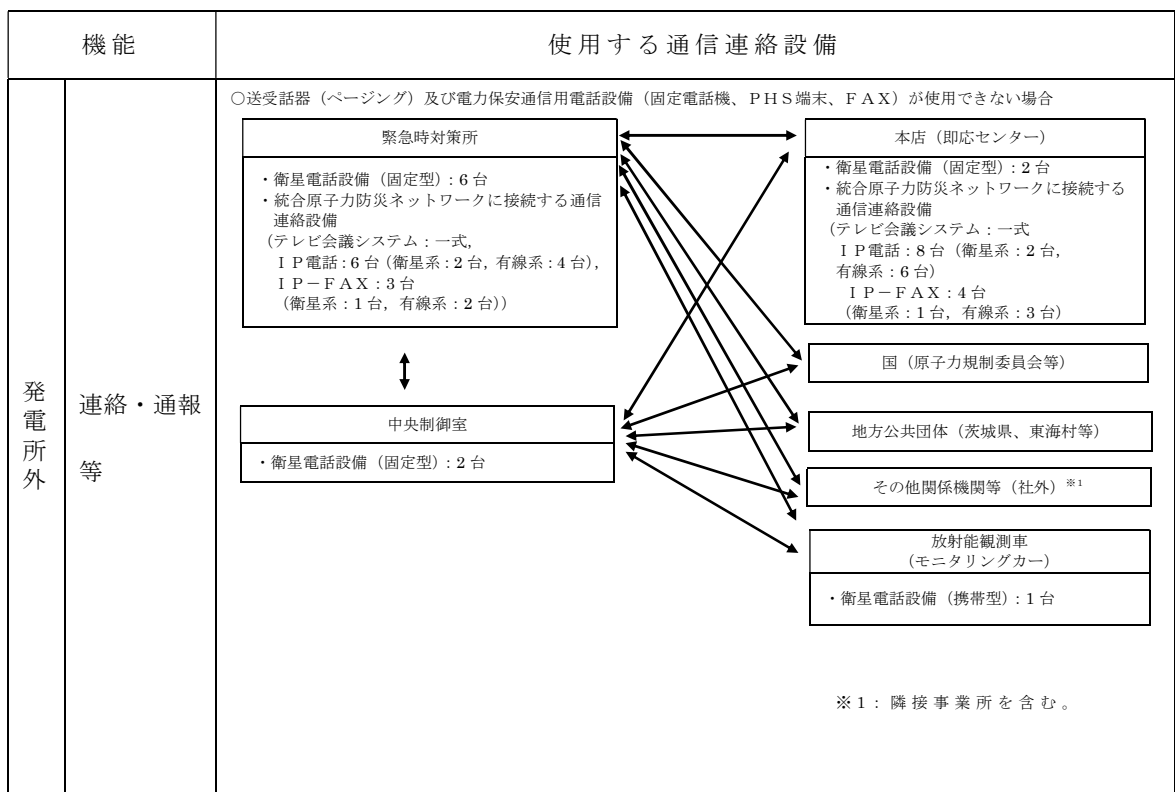 機能
使用する通信連絡設備
発電所外
連絡・通報
等
○送受話器（ページング）及び電力保安通信用電話設備（固定電話機、ＰＨＳ端末、ＦＡＸ）が使用できない場合
緊急時対策所
・衛星電話設備（固定型）：6台
・統合原子力防災ネットワークに接続する通信
連絡設備
（テレビ会議システム：一式，
ＩＰ電話：6台（衛星系：2台，有線系：4台），
ＩＰ－ＦＡＸ：3台
（衛星系：1台，有線系：2台））
中央制御室
・衛星電話設備（固定型）：2台
本店（即応センター）
・衛星電話設備（固定型）：2台
・統合原子力防災ネットワークに接続する
通信連絡設備
（テレビ会議システム：一式
ＩＰ電話：8台（衛星系：2台，
有線系：6台）
ＩＰ－ＦＡＸ：4台
（衛星系：1台，有線系：3台）
国（原子力規制委員会等）
地方公共団体（茨城県、東海村等）
その他関係機関等（社外）※1
放射能観測車
（モニタリングカー）
・衛星電話設備（携帯型）：1台
※1：隣接事業所を含む。